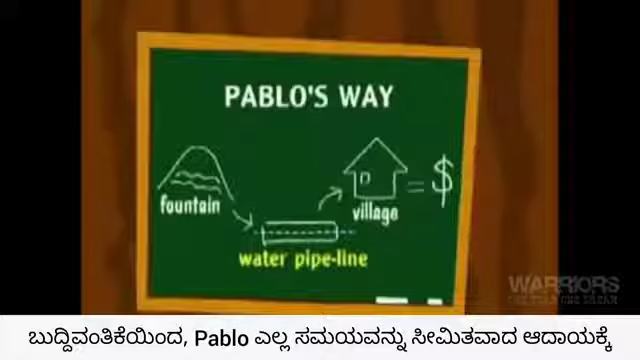 PABLO'S WAY
fountain
water pipe-line
village
= $
WARRIORS
ಬುದ್ದಿವಂತಿಕೆಯಿಂದ, Pablo ಎಲ್ಲ ಸಮಯವನ್ನು ಸೀಮಿತವಾದ ಆದಾಯಕ್ಕೆ